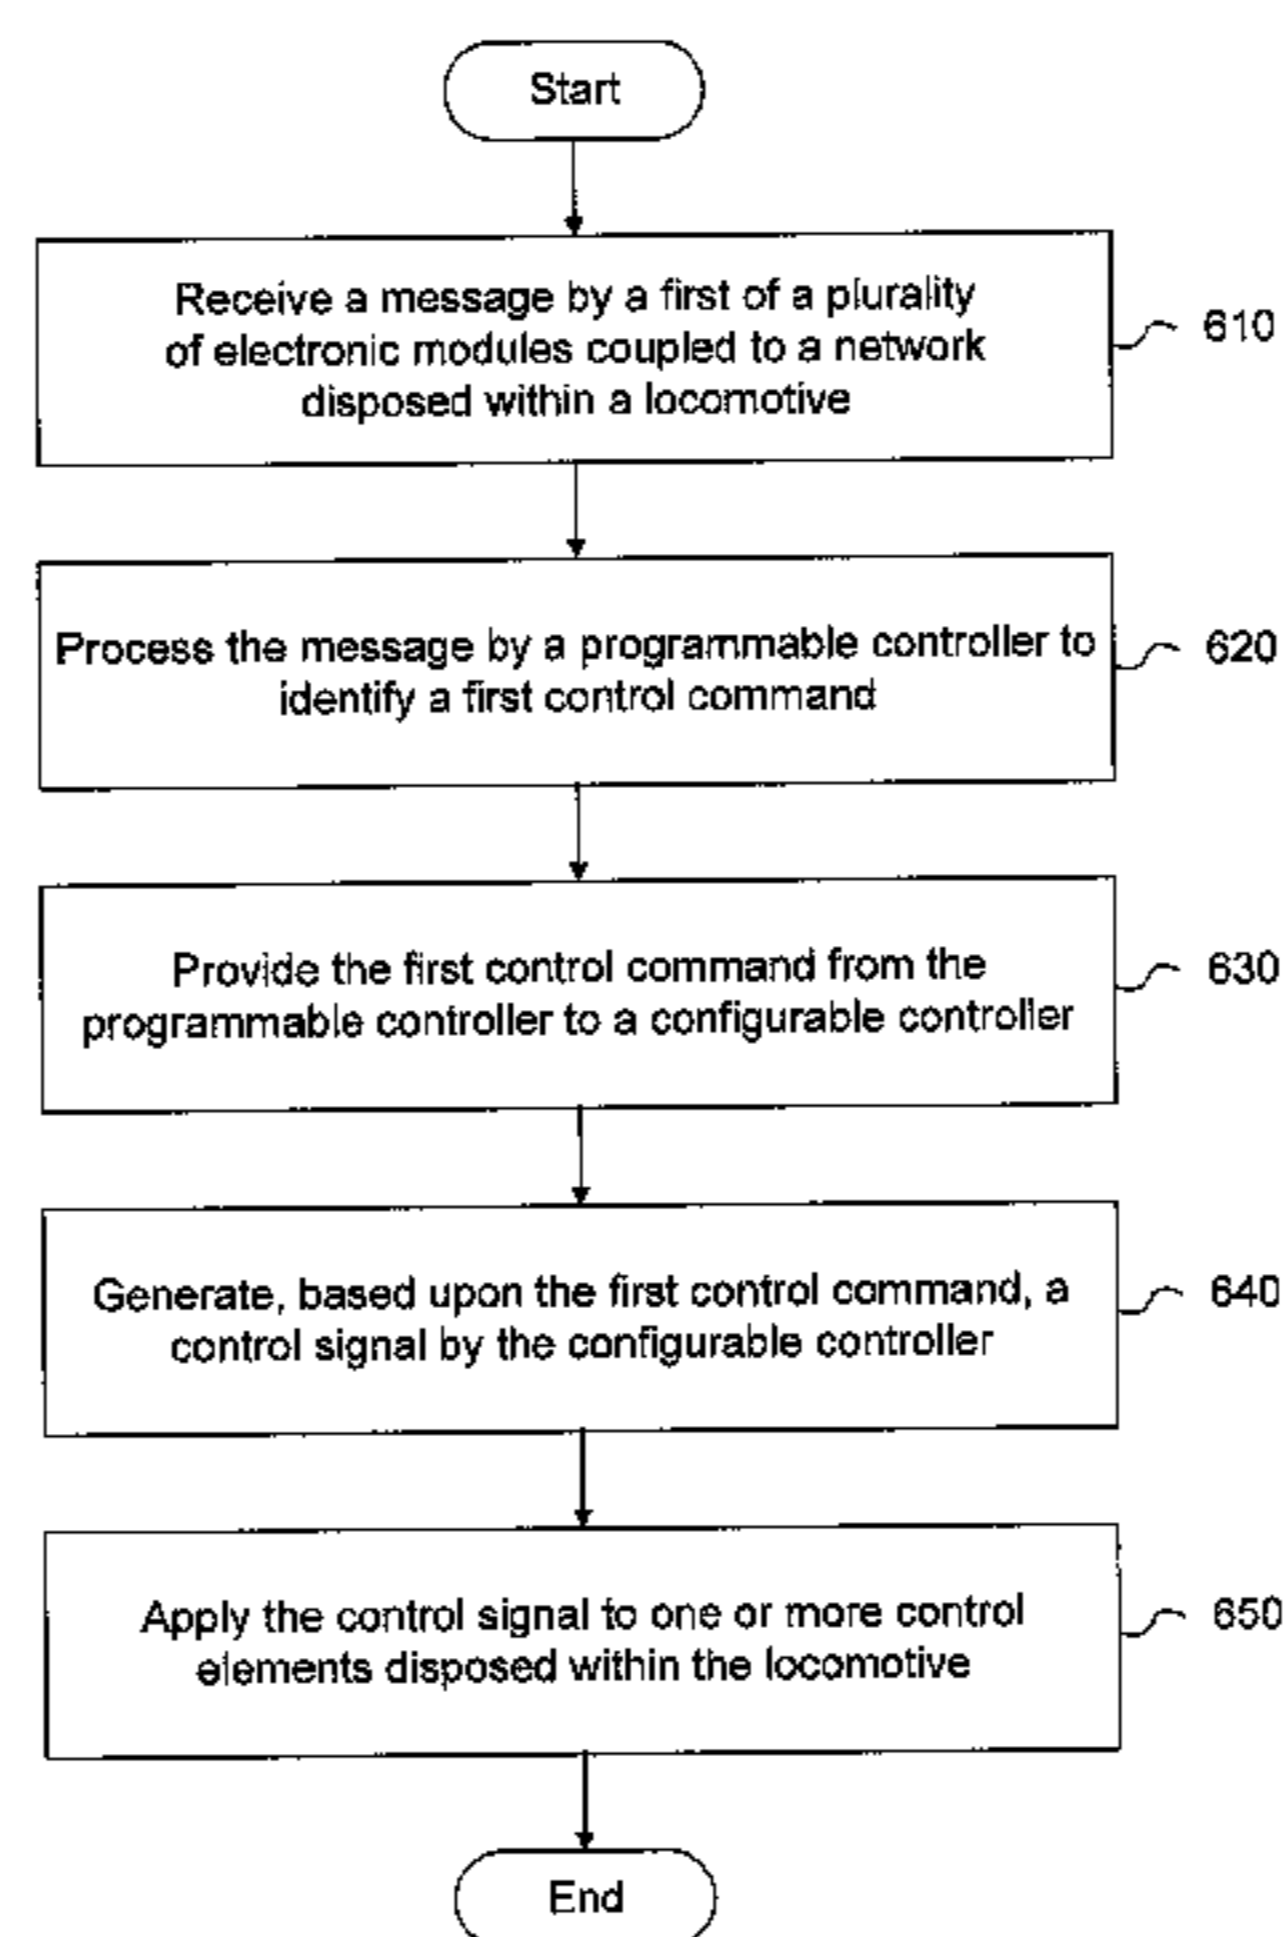 Start
Receive a message by a first of a plurality
of electronic modules coupled to a network
disposed within a locomotive
610
Process the message by a programmable controller to
identify a first control command
620
Provide the first control command from the
programmable controller to a configurable controller
630
Generate, based upon the first control command, a
control signal by the configurable controller
640
Apply the control signal to one or more control
elements disposed within the locomotive
650
End